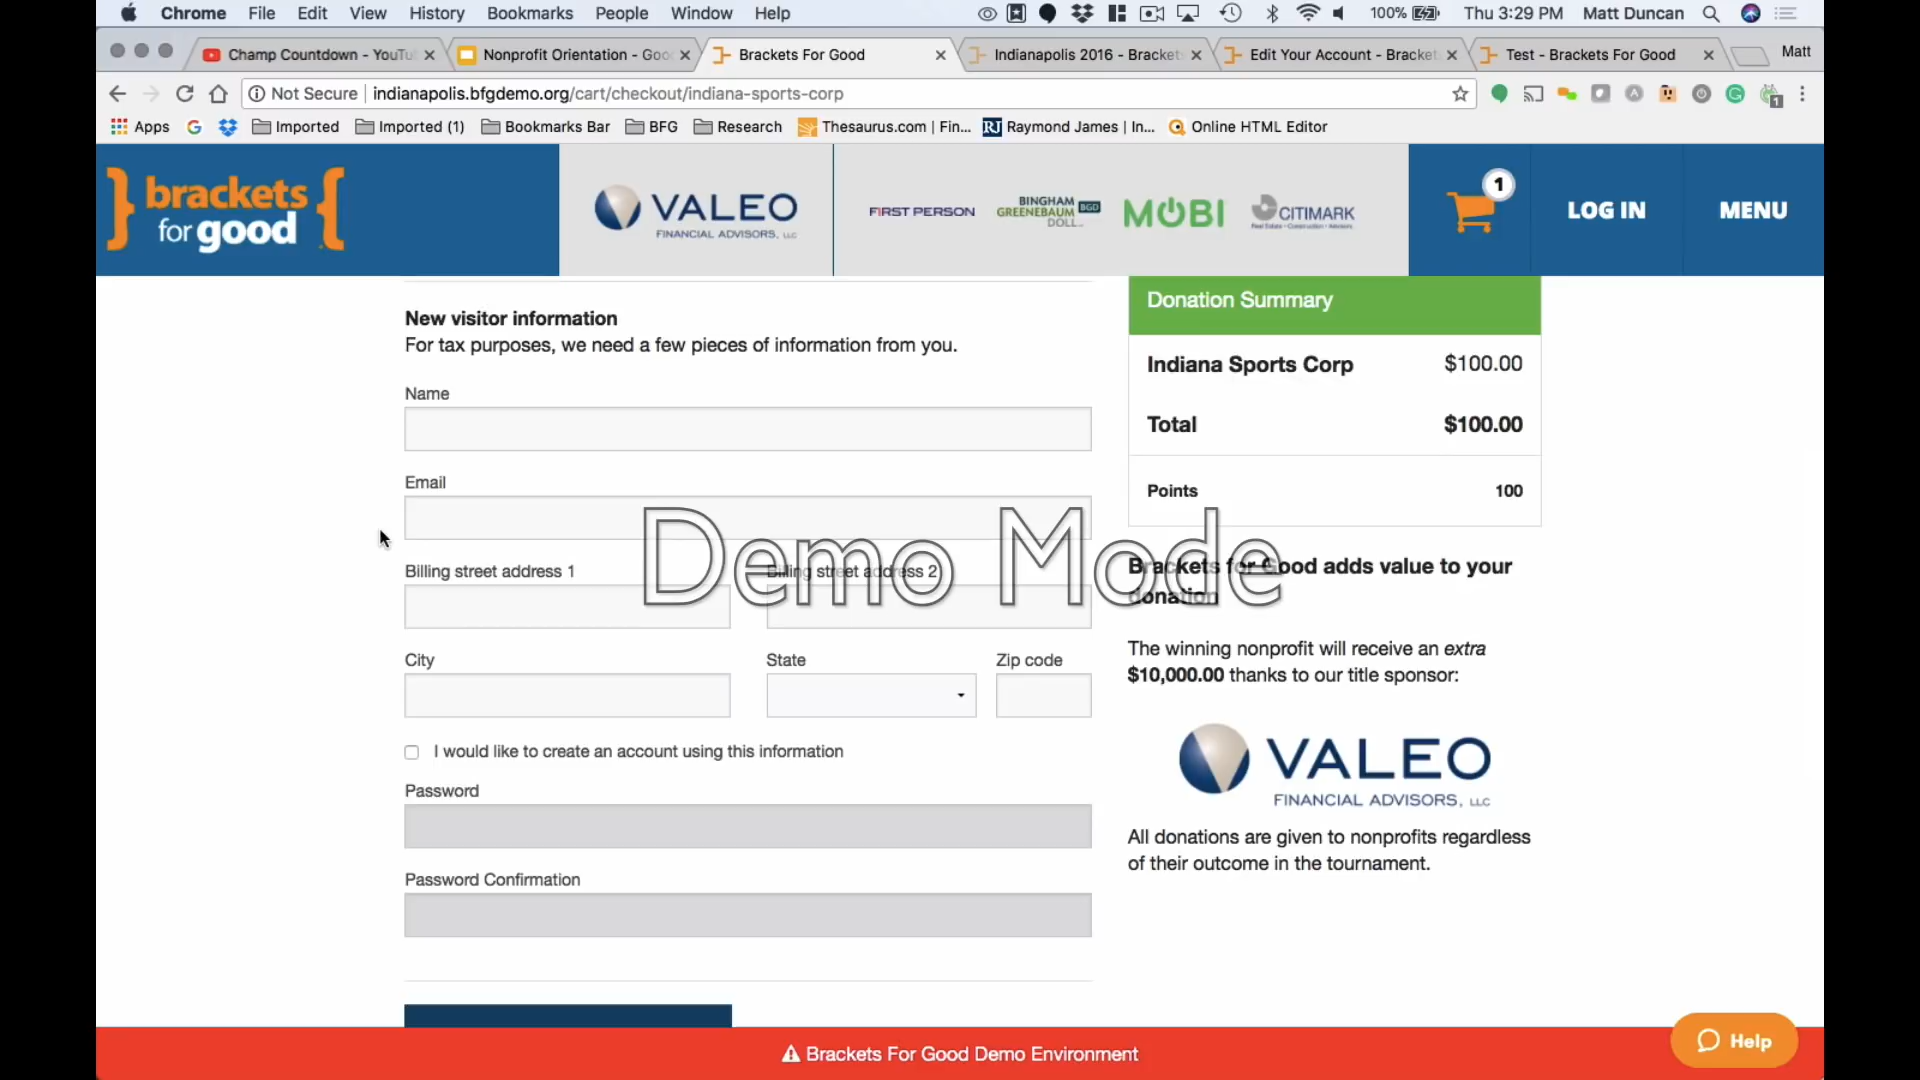 Chrome File Edit View History Bookmarks People Window Help 100% Thu 3:29 PM Matt Duncan
Champ Countdown - YouTu Nonprofit Orientation - Goo Brackets For Good Indianapolis 2016 - Bracket Edit Your Account - Bracket Test - Brackets For Good Matt
Not Secure indianapolis.bfgdemo.org/cart/checkout/indiana-sports-corp
Apps Imported Imported (1) Bookmarks Bar BFG Research Thesaurus.com | Fin... RJ Raymond James | In... Online HTML Editor
brackets
for good
VALEO
FINANCIAL ADVISORS, LLC
FIRST PERSON
BINGHAM
GREENEBAUM
DOLL
BGD
MOBI
CITIMARK
Real Estate • Construction • Advisors
1
LOG IN
MENU
New visitor information
For tax purposes, we need a few pieces of information from you.
Name
Email
Billing street address 1
Billing street address 2
City
State
Zip code
I would like to create an account using this information
Password
Password Confirmation
Donation Summary
Indiana Sports Corp $100.00
Total $100.00
Points 100
Demo Mode
Brackets for Good adds value to your
donation
The winning nonprofit will receive an extra
$10,000.00 thanks to our title sponsor:
VALEO
FINANCIAL ADVISORS, LLC
All donations are given to nonprofits regardless
of their outcome in the tournament.
Brackets For Good Demo Environment
Help